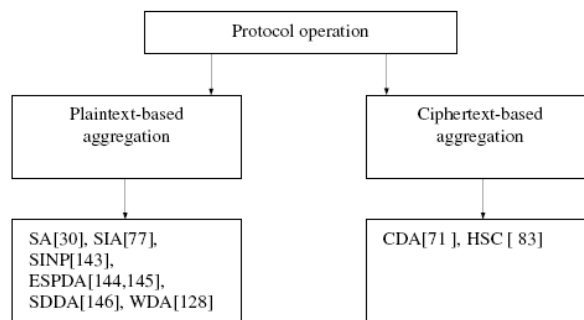 Protocol operation
Plaintext-based
aggregation
Ciphertext-based
aggregation
SA[30], SIA[77],
SINP[143],
ESPDA[144,145],
SDDA[146], WDA[128]
CDA[71 ], HSC [ 83]